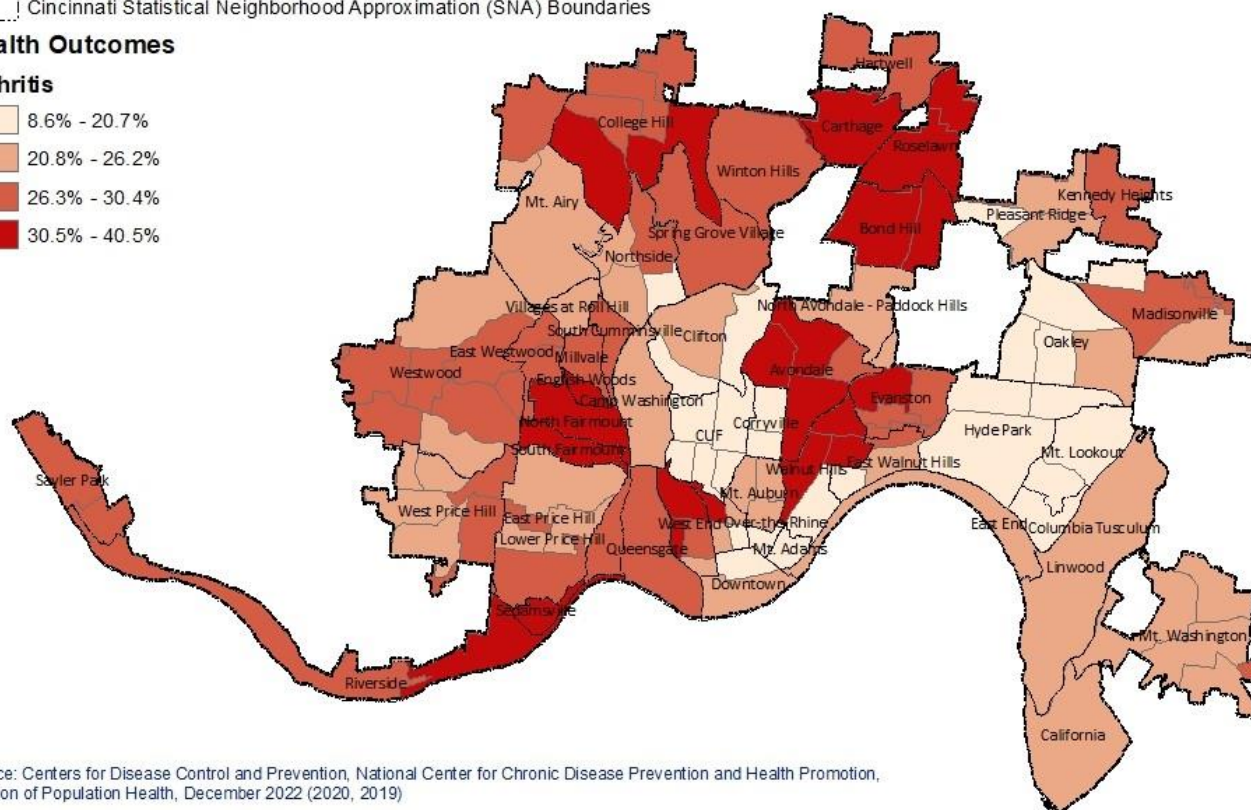 Cincinnati Statistical Neighborhood Approximation (SNA) Boundaries
alth Outcomes
hritis
8.6% - 20.7%
20.8% - 26.2%
26.3% - 30.4%
30.5% - 40.5%
Hartwell
College Hill
Carthage
Roselawn
Winton Hills
Mt. Airy
Kennedy Heights
Pleasant Ridge
Bond Hill
Spring Grove Village
Northside
Villages at Roll Hill
North Avondale - Paddock Hills
Madisonville
South Cumminsville
Clifton
Oakley
East Westwood
Millvale
Westwood
Avondale
English Woods
Camp Washington
Evanston
North Fairmount
Corryville
CUF
Hyde Park
South Fairmount
Mt. Lookout
Walnut Hills
East Walnut Hills
Sayler Park
Mt. Auburn
West Price Hill
East Price Hill
West End
Over-the-Rhine
East End
Columbia Tusculum
Lower Price Hill
Queensgate
Mt. Adams
Linwood
Downtown
Sedamsville
Mt. Washington
Riverside
California
ce: Centers for Disease Control and Prevention, National Center for Chronic Disease Prevention and Health Promotion,
on of Population Health, December 2022 (2020, 2019)